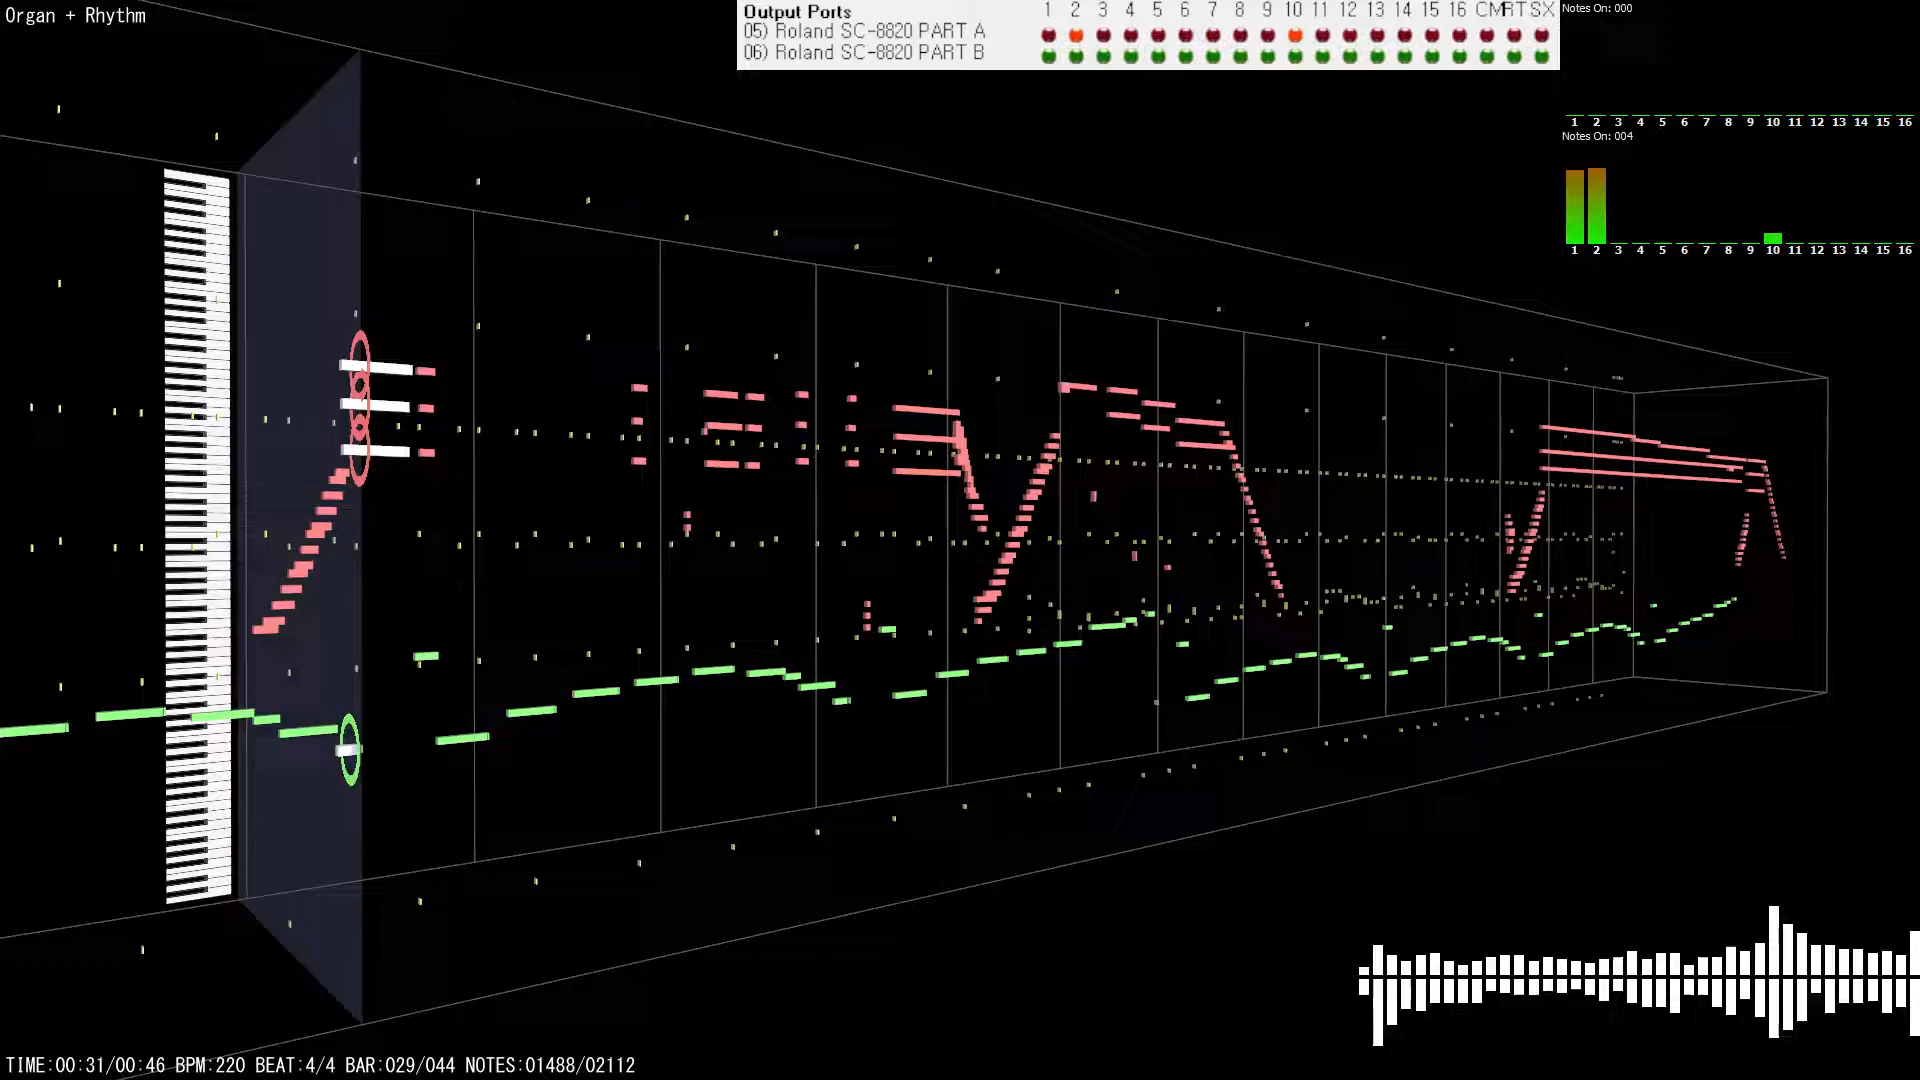 Organ + Rhythm
Output Ports 1 2 3 4 5 6 7 8 9 10 11 12 13 14 15 16 CM RT SX
05) Roland SC-8820 PART A
06) Roland SC-8820 PART B
Notes On: 000
1 2 3 4 5 6 7 8 9 10 11 12 13 14 15 16
Notes On: 004
1 2 3 4 5 6 7 8 9 10 11 12 13 14 15 16
TIME:00:31/00:46 BPM:220 BEAT:4/4 BAR:029/044 NOTES:01488/02112